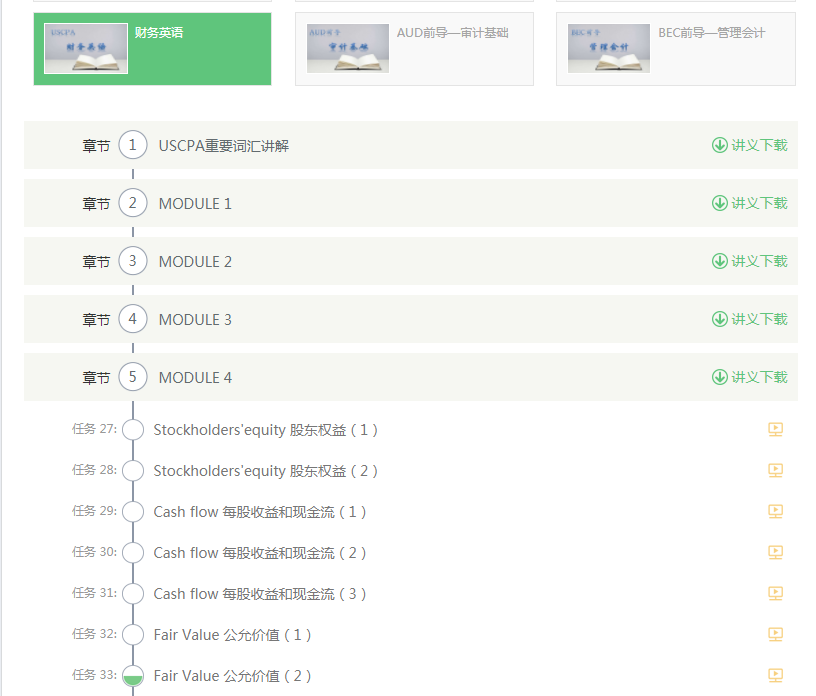 USCPA
财务英语
财务英语
AUD前导
审计基础
AUD前导—审计基础
BEC前导
管理会计
BEC前导—管理会计
章节 1 USCPA重要词汇讲解 讲义下载
章节 2 MODULE 1 讲义下载
章节 3 MODULE 2 讲义下载
章节 4 MODULE 3 讲义下载
章节 5 MODULE 4 讲义下载
任务 27: Stockholders'equity 股东权益 ( 1 )
任务 28: Stockholders'equity 股东权益 ( 2 )
任务 29: Cash flow 每股收益和现金流 ( 1 )
任务 30: Cash flow 每股收益和现金流 ( 2 )
任务 31: Cash flow 每股收益和现金流 ( 3 )
任务 32: Fair Value 公允价值 ( 1 )
任务 33: Fair Value 公允价值 ( 2 )